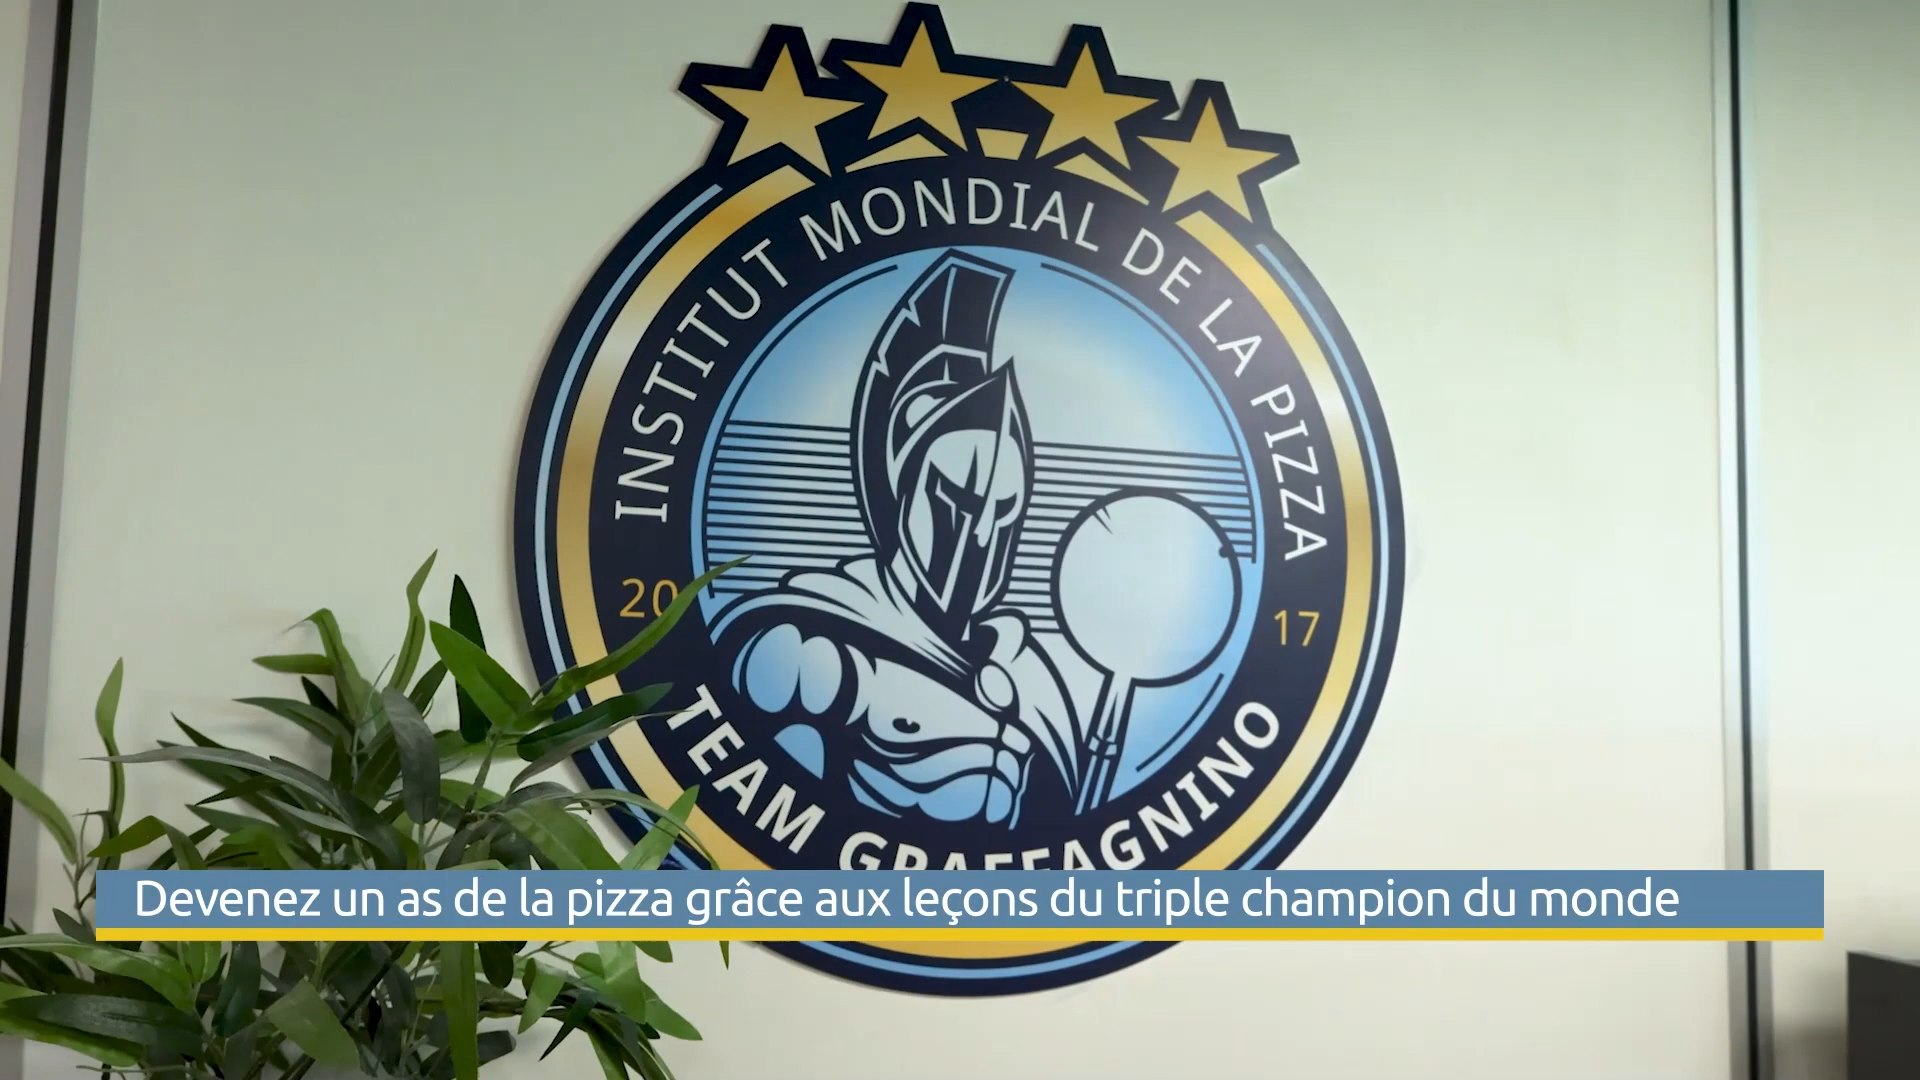 INSTITUT MONDIAL DE LA PIZZA
20 17
TEAM GRAFFAGNINO
Devenez un as de la pizza grâce aux leçons du triple champion du monde